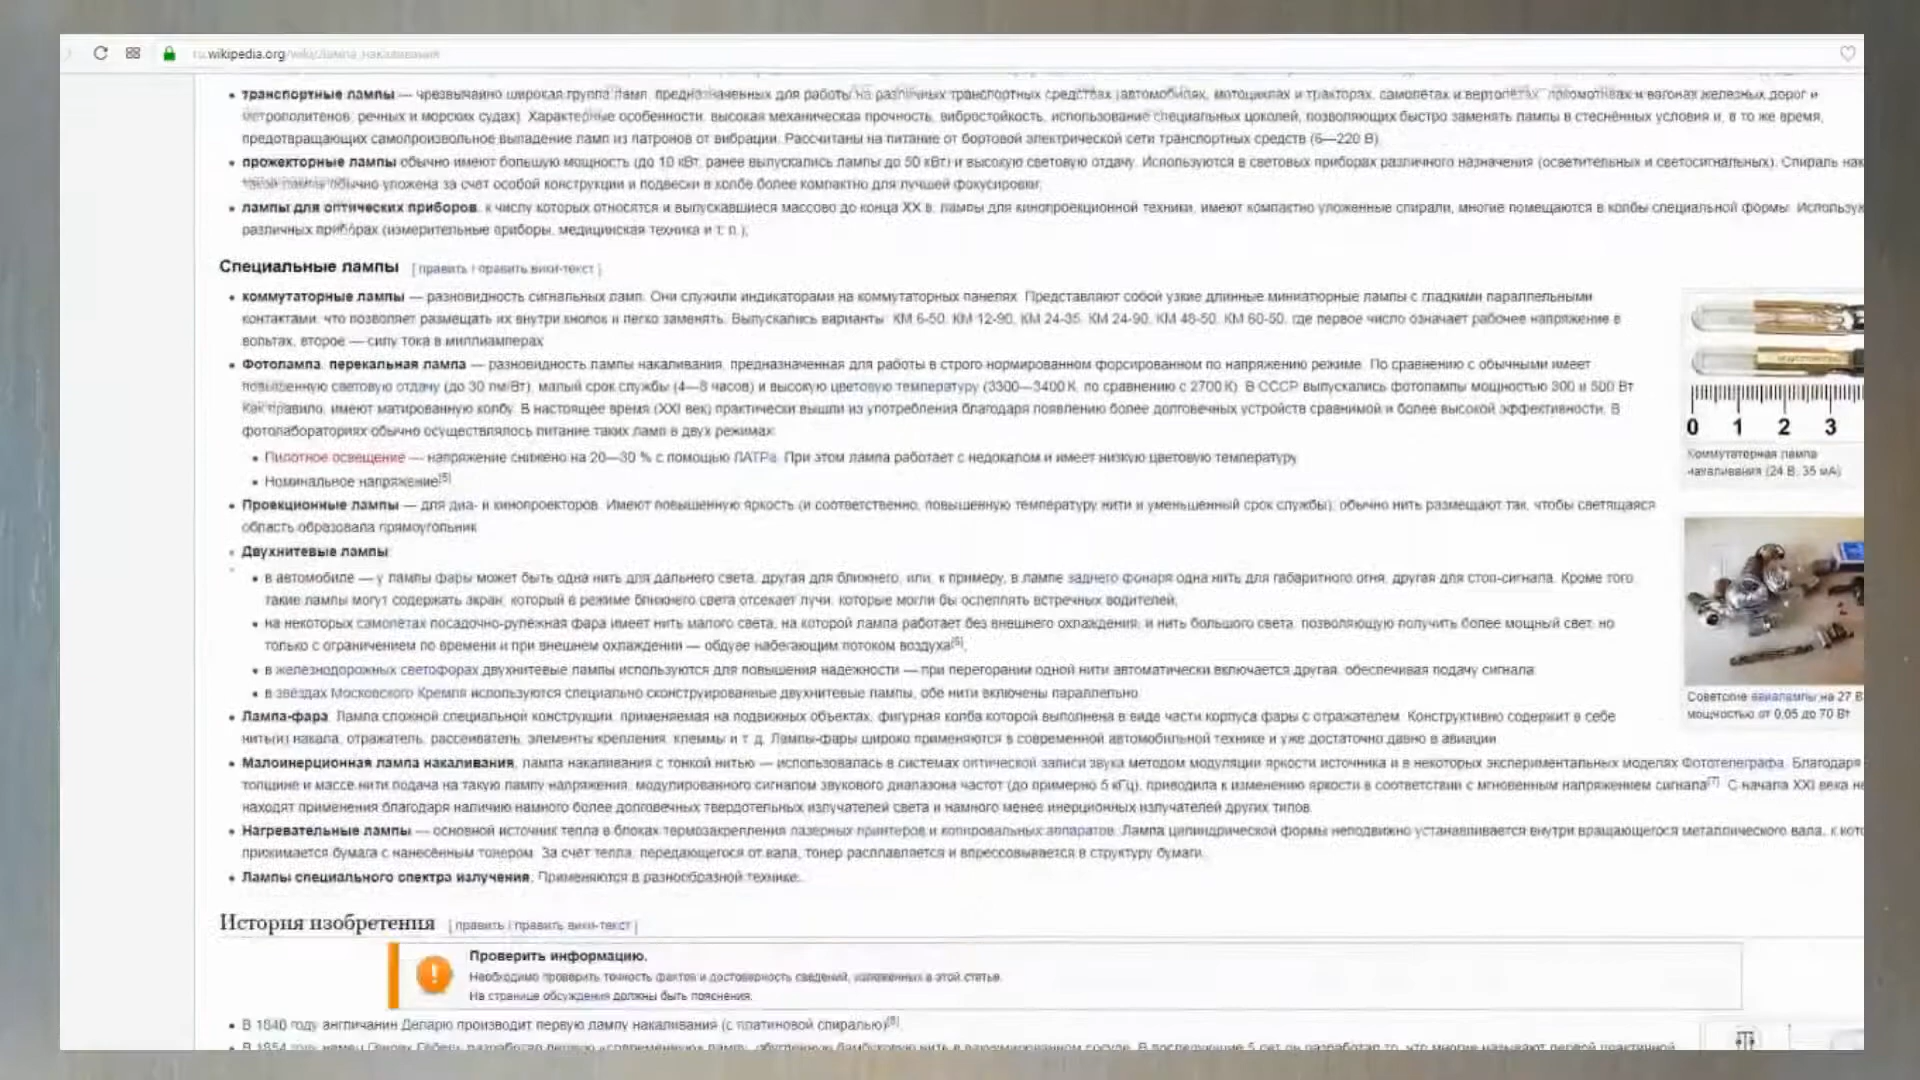 ru.wikipedia.org/wiki/Лампа_накаливания
• транспортные лампы — чрезвычайно широкая группа ламп, предназначенных для работы на различных транспортных средствах (автомобилях, мотоциклах и тракторах, самолётах и вертолётах, локомотивах и вагонах железных дорог и
метрополитенов, речных и морских судах). Характерные особенности: высокая механическая прочность, вибростойкость, использование специальных цоколей, позволяющих быстро заменять лампы в стеснённых условиях и, в то же время,
предотвращающих самопроизвольное выпадение ламп из патронов от вибрации. Рассчитаны на питание от бортовой электрической сети транспортных средств (6—220 В);
• прожекторные лампы обычно имеют большую мощность (до 10 кВт, ранее выпускались лампы до 50 кВт) и высокую световую отдачу. Используются в световых приборах различного назначения (осветительных и светосигнальных). Спираль нак
такой лампы обычно уложена за счёт особой конструкции и подвески в колбе более компактно для лучшей фокусировки;
• лампы для оптических приборов, к числу которых относятся и выпускавшиеся массово до конца XX в. лампы для кинопроекционной техники, имеют компактно уложенные спирали, многие помещаются в колбы специальной формы. Использую
различных приборах (измерительные приборы, медицинская техника и т. п.);
Специальные лампы [ править | править вики-текст ]
• коммутаторные лампы — разновидность сигнальных ламп. Они служили индикаторами на коммутаторных панелях. Представляют собой узкие длинные миниатюрные лампы с гладкими параллельными
контактами, что позволяет размещать их внутри кнопок и легко заменять. Выпускались варианты: КМ 6-50, КМ 12-90, КМ 24-35, КМ 24-90, КМ 48-50, КМ 60-50, где первое число означает рабочее напряжение в
вольтах, второе — силу тока в миллиамперах
• Фотолампа, перекальная лампа — разновидность лампы накаливания, предназначенная для работы в строго нормированном форсированном по напряжению режиме. По сравнению с обычными имеет
повышенную световую отдачу (до 30 лм/Вт), малый срок службы (4—8 часов) и высокую цветовую температуру (3300—3400 К, по сравнению с 2700 К). В СССР выпускались фотолампы мощностью 300 и 500 Вт.
Как правило, имеют матированную колбу. В настоящее время (XXI век) практически вышли из употребления благодаря появлению более долговечных устройств сравнимой и более высокой эффективности. В
фотолабораториях обычно осуществлялось питание таких ламп в двух режимах:
• Пилотное освещение — напряжение снижено на 20—30 % с помощью ЛАТРа. При этом лампа работает с недокалом и имеет низкую цветовую температуру
• Номинальное напряжение[5]
• Проекционные лампы — для диа- и кинопроекторов. Имеют повышенную яркость (и соответственно, повышенную температуру нити и уменьшенный срок службы); обычно нить размещают так, чтобы светящаяся
область образовала прямоугольник
• Двухнитевые лампы
• в автомобиле — у лампы фары может быть одна нить для дальнего света, другая для ближнего, или, к примеру, в лампе заднего фонаря одна нить для габаритного огня, другая для стоп-сигнала. Кроме того
такие лампы могут содержать экран, который в режиме ближнего света отсекает лучи, которые могли бы ослеплять встречных водителей;
• на некоторых самолётах посадочно-рулёжная фара имеет нить малого света, на которой лампа работает без внешнего охлаждения, и нить большого света, позволяющую получить более мощный свет, но
только с ограничением по времени и при внешнем охлаждении — обдуве набегающим потоком воздуха[6];
• в железнодорожных светофорах двухнитевые лампы используются для повышения надёжности — при перегорании одной нити автоматически включается другая, обеспечивая подачу сигнала
• в звёздах Московского Кремля используются специально сконструированные двухнитевые лампы, обе нити включены параллельно
• Лампа-фара. Лампа сложной специальной конструкции, применяемая на подвижных объектах, фигурная колба которой выполнена в виде части корпуса фары с отражателем. Конструктивно содержит в себе
нить(и) накала, отражатель, рассеиватель, элементы крепления, клеммы и т. д. Лампы-фары широко применяются в современной автомобильной технике и уже достаточно давно в авиации
• Малоинерционная лампа накаливания, лампа накаливания с тонкой нитью — использовалась в системах оптической записи звука методом модуляции яркости источника и в некоторых экспериментальных моделях Фототелеграфа. Благодаря
толщине и массе нити подача на такую лампу напряжения, модулированного сигналом звукового диапазона частот (до примерно 5 кГц), приводила к изменению яркости в соответствии с мгновенным напряжением сигнала[7]. С начала XXI века не
находят применения благодаря наличию намного более долговечных твердотельных излучателей света и намного менее инерционных излучателей других типов.
• Нагревательные лампы — основной источник тепла в блоках термозакрепления лазерных принтеров и копировальных аппаратов. Лампа цилиндрической формы неподвижно устанавливается внутри вращающегося металлического вала, к кото
прижимается бумага с нанесённым тонером. За счёт тепла, передающегося от вала, тонер расплавляется и впрессовывается в структуру бумаги.
• Лампы специального спектра излучения. Применяются в разнообразной технике.
0 1 2 3
Коммутаторная лампа
накаливания (24 В, 35 мА)
Советские авиалампы на 27 В
мощностью от 0,05 до 70 Вт
История изобретения [ править | править вики-текст ]
Проверить информацию.
Необходимо проверить точность фактов и достоверность сведений, изложенных в этой статье.
На странице обсуждения должны быть пояснения.
• В 1840 году англичанин Деларю производит первую лампу накаливания (с платиновой спиралью)[8]